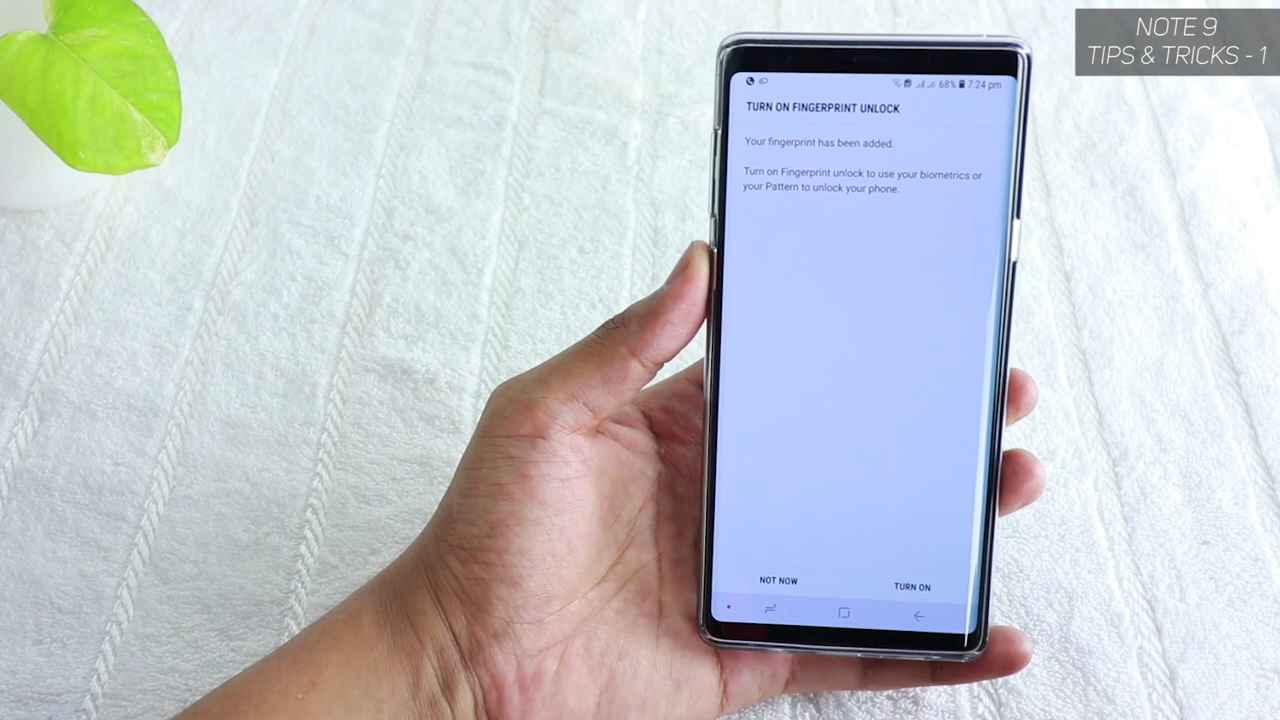 NOTE 9
TIPS & TRICKS - 1
68% 7:24 pm
TURN ON FINGERPRINT UNLOCK
Your fingerprint has been added.
Turn on Fingerprint unlock to use your biometrics or
your Pattern to unlock your phone.
NOT NOW
TURN ON